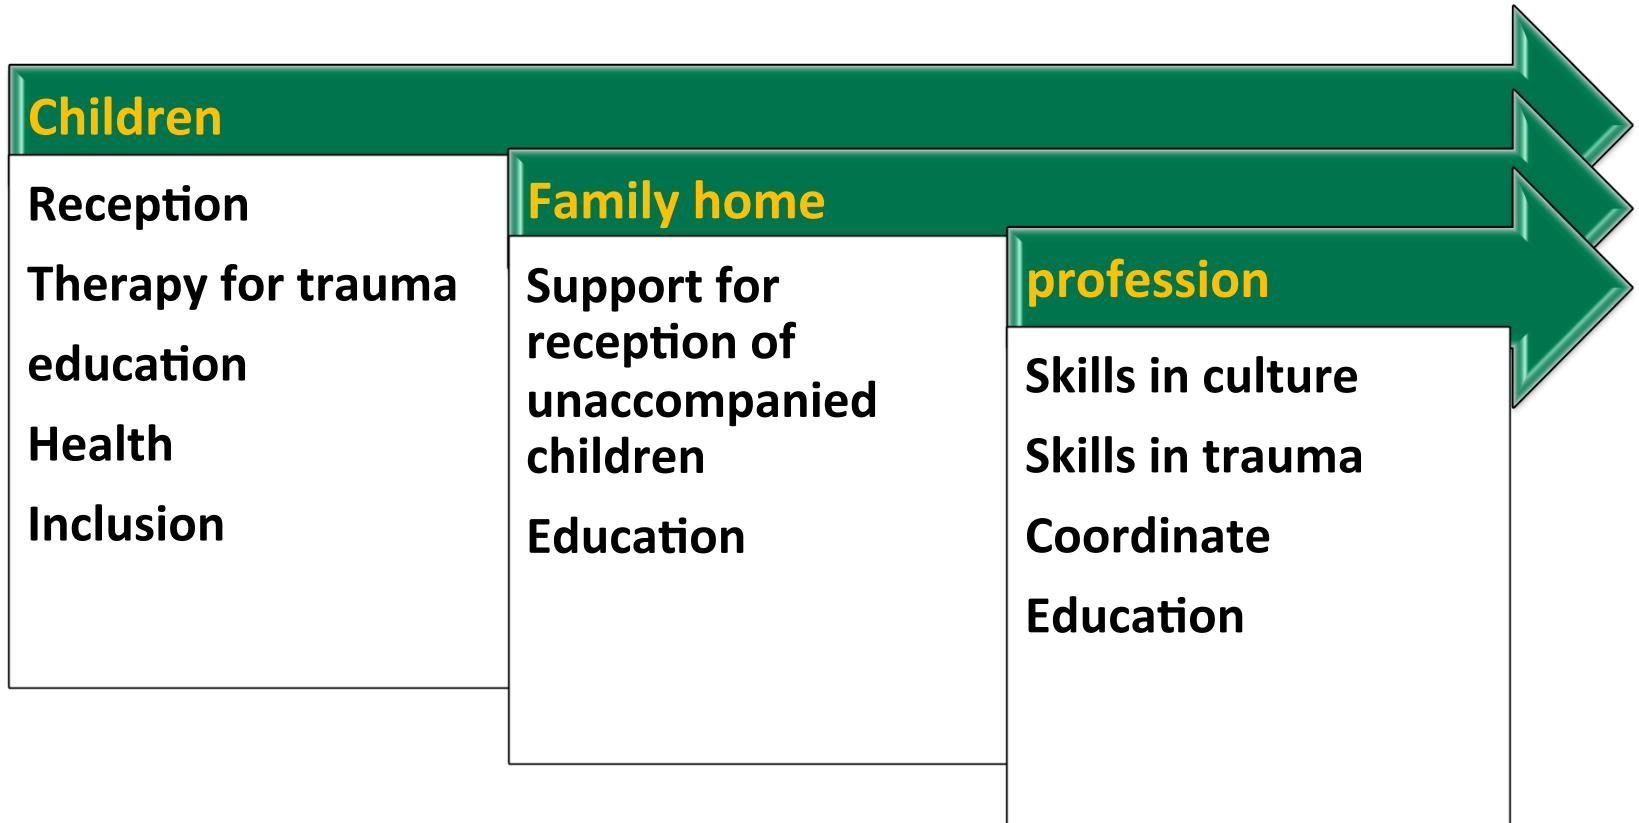 Children
Reception
Therapy for trauma
education
Health
Inclusion
Family home
Support for
reception of
unaccompanied
children
Education
profession
Skills in culture
Skills in trauma
Coordinate
Education